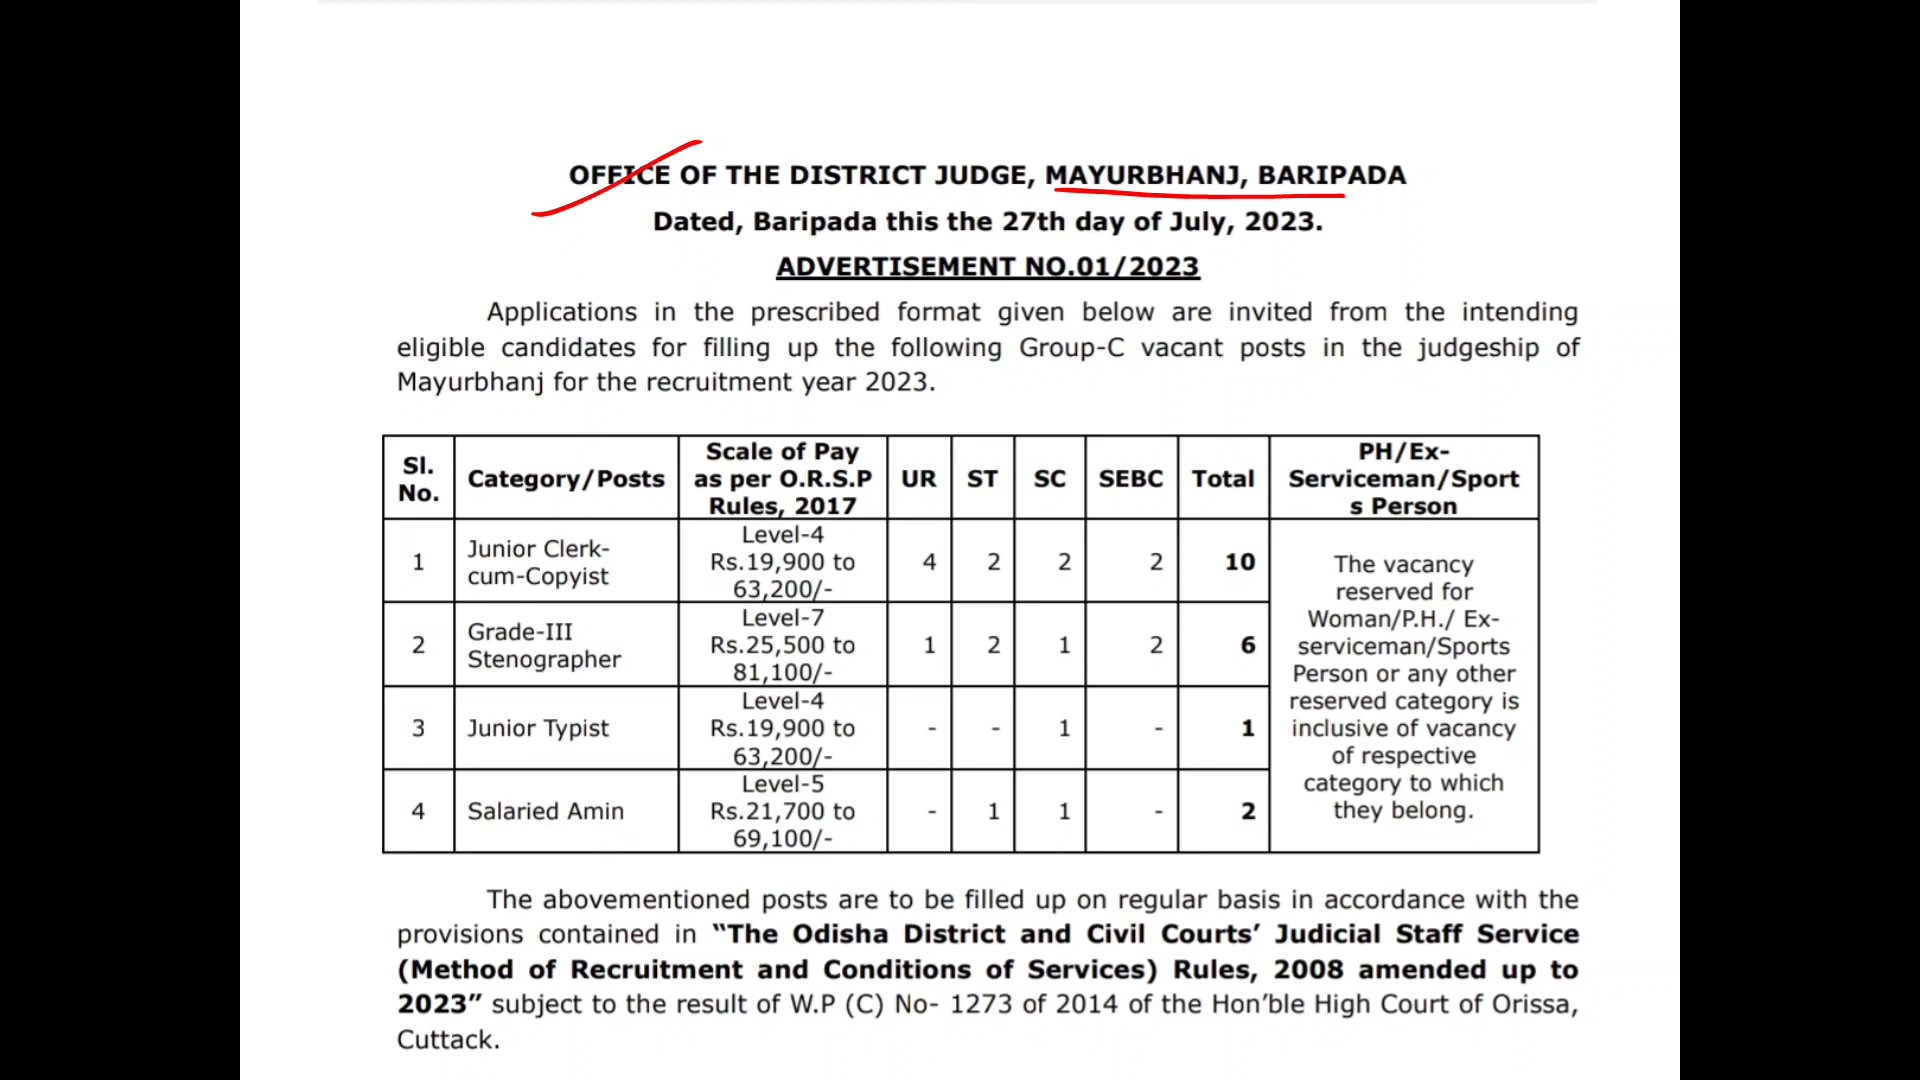 OFFICE OF THE DISTRICT JUDGE, MAYURBHANJ, BARIPADA
Dated, Baripada this the 27th day of July, 2023.
ADVERTISEMENT NO.01/2023
Applications in the prescribed format given below are invited from the intending
eligible candidates for filling up the following Group-C vacant posts in the judgeship of
Mayurbhanj for the recruitment year 2023.
Sl. No. Category/Posts Scale of Pay as per O.R.S.P Rules, 2017 UR ST SC SEBC Total PH/Ex-Serviceman/Sports Person
1 Junior Clerk-cum-Copyist Level-4 Rs.19,900 to 63,200/- 4 2 2 2 10
2 Grade-III Stenographer Level-7 Rs.25,500 to 81,100/- 1 2 1 2 6
3 Junior Typist Level-4 Rs.19,900 to 63,200/- - - 1 - 1
4 Salaried Amin Level-5 Rs.21,700 to 69,100/- - 1 1 - 2
The vacancy
reserved for
Woman/P.H./ Ex-
serviceman/Sports
Person or any other
reserved category is
inclusive of vacancy
of respective
category to which
they belong.
The abovementioned posts are to be filled up on regular basis in accordance with the
provisions contained in “The Odisha District and Civil Courts’ Judicial Staff Service
(Method of Recruitment and Conditions of Services) Rules, 2008 amended up to
2023” subject to the result of W.P (C) No- 1273 of 2014 of the Hon’ble High Court of Orissa,
Cuttack.